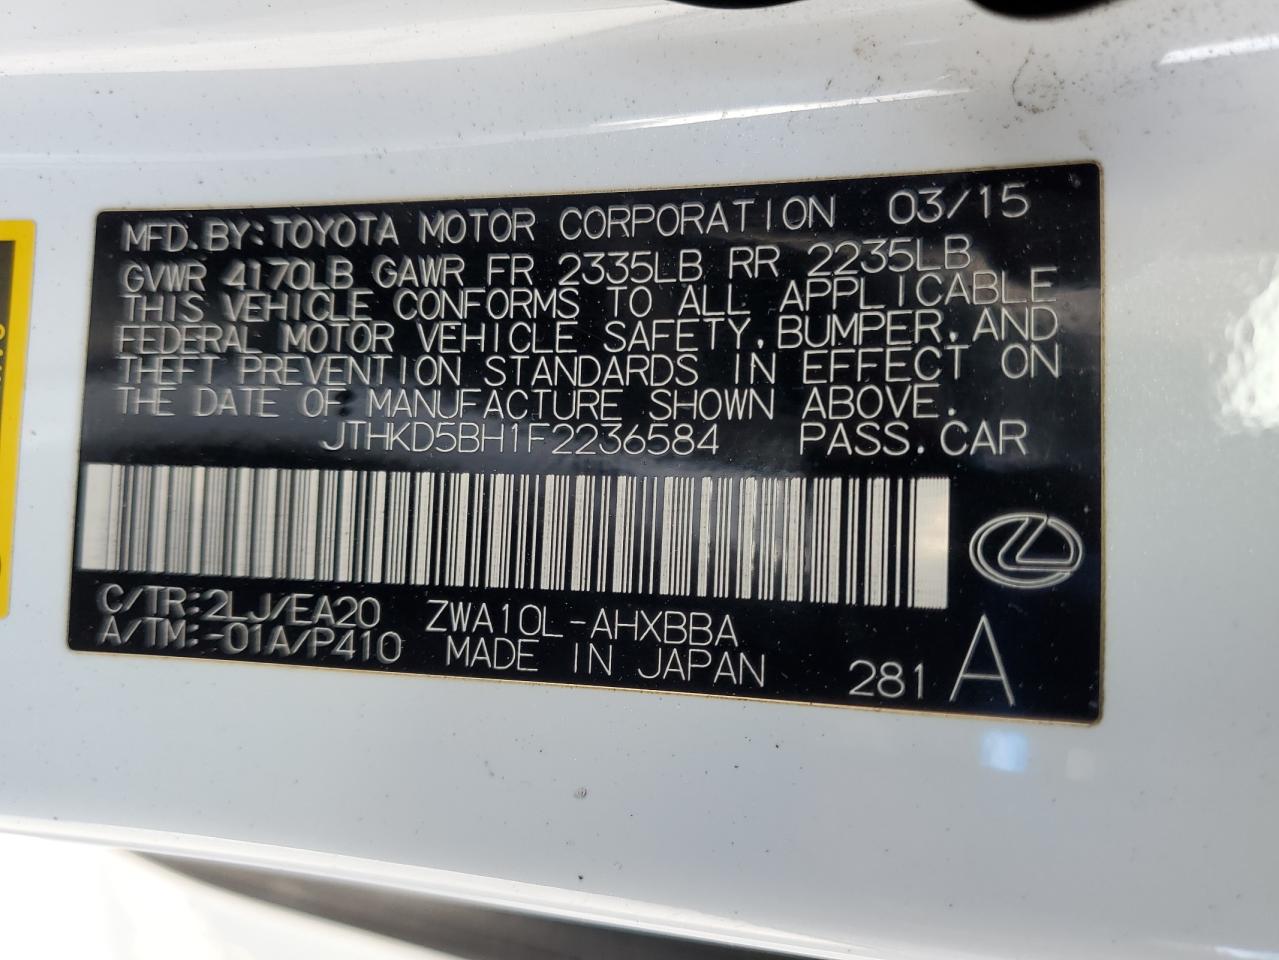 MFD.BY:TOYOTA MOTOR CORPORATION 03/15
GVWR 4170LB GAWR FR 2335LB RR 2235LB
THIS VEHICLE CONFORMS TO ALL APPLICABLE
FEDERAL MOTOR VEHICLE SAFETY,BUMPER,AND
THEFT PREVENTION STANDARDS IN EFFECT ON
THE DATE OF MANUFACTURE SHOWN ABOVE.
JTHKD5BH1F2236584 PASS.CAR
C/TR:2LJ/EA20 ZWA10L-AHXBBA
A/TM:-01A/P410 MADE IN JAPAN 281 A